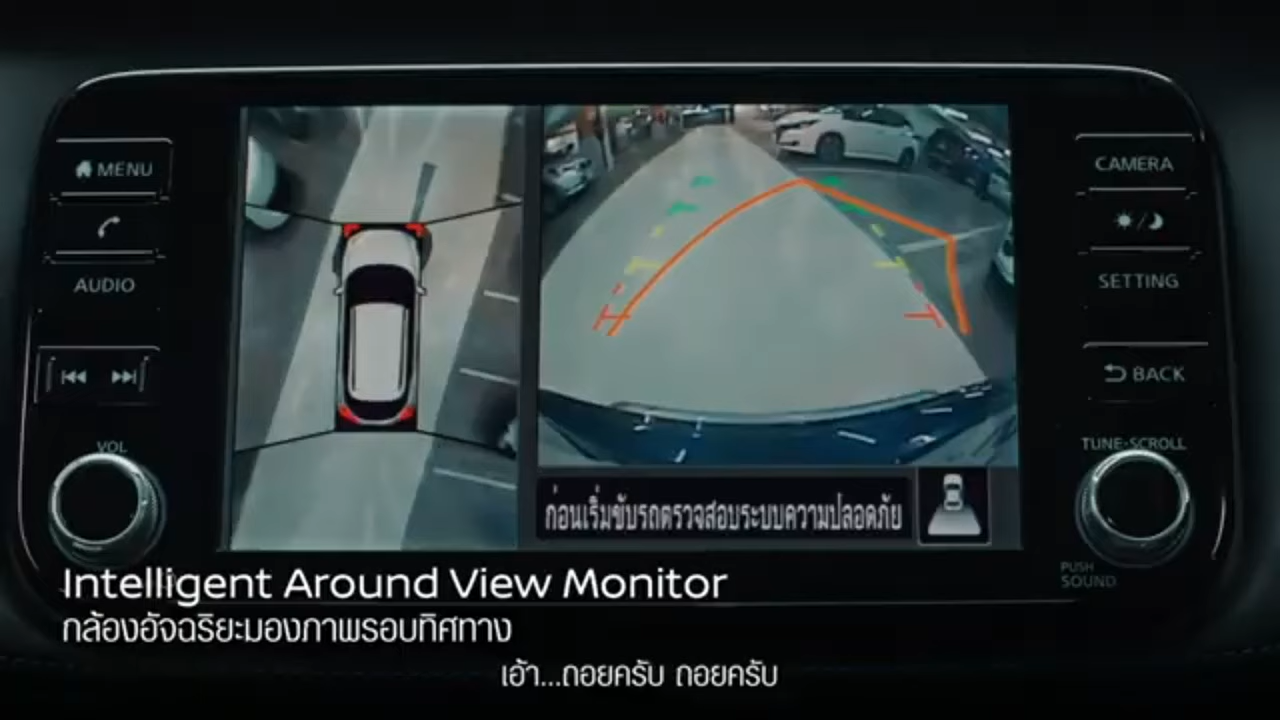 MENU
AUDIO
VOL
CAMERA
SETTING
BACK
TUNE·SCROLL
PUSH
SOUND
ก่อนเริ่มขับรถตรวจสอบระบบความปลอดภัย
Intelligent Around View Monitor
กล้องอัจฉริยะมองภาพรอบทิศทาง
เอ้า...ถอยครับ ถอยครับ